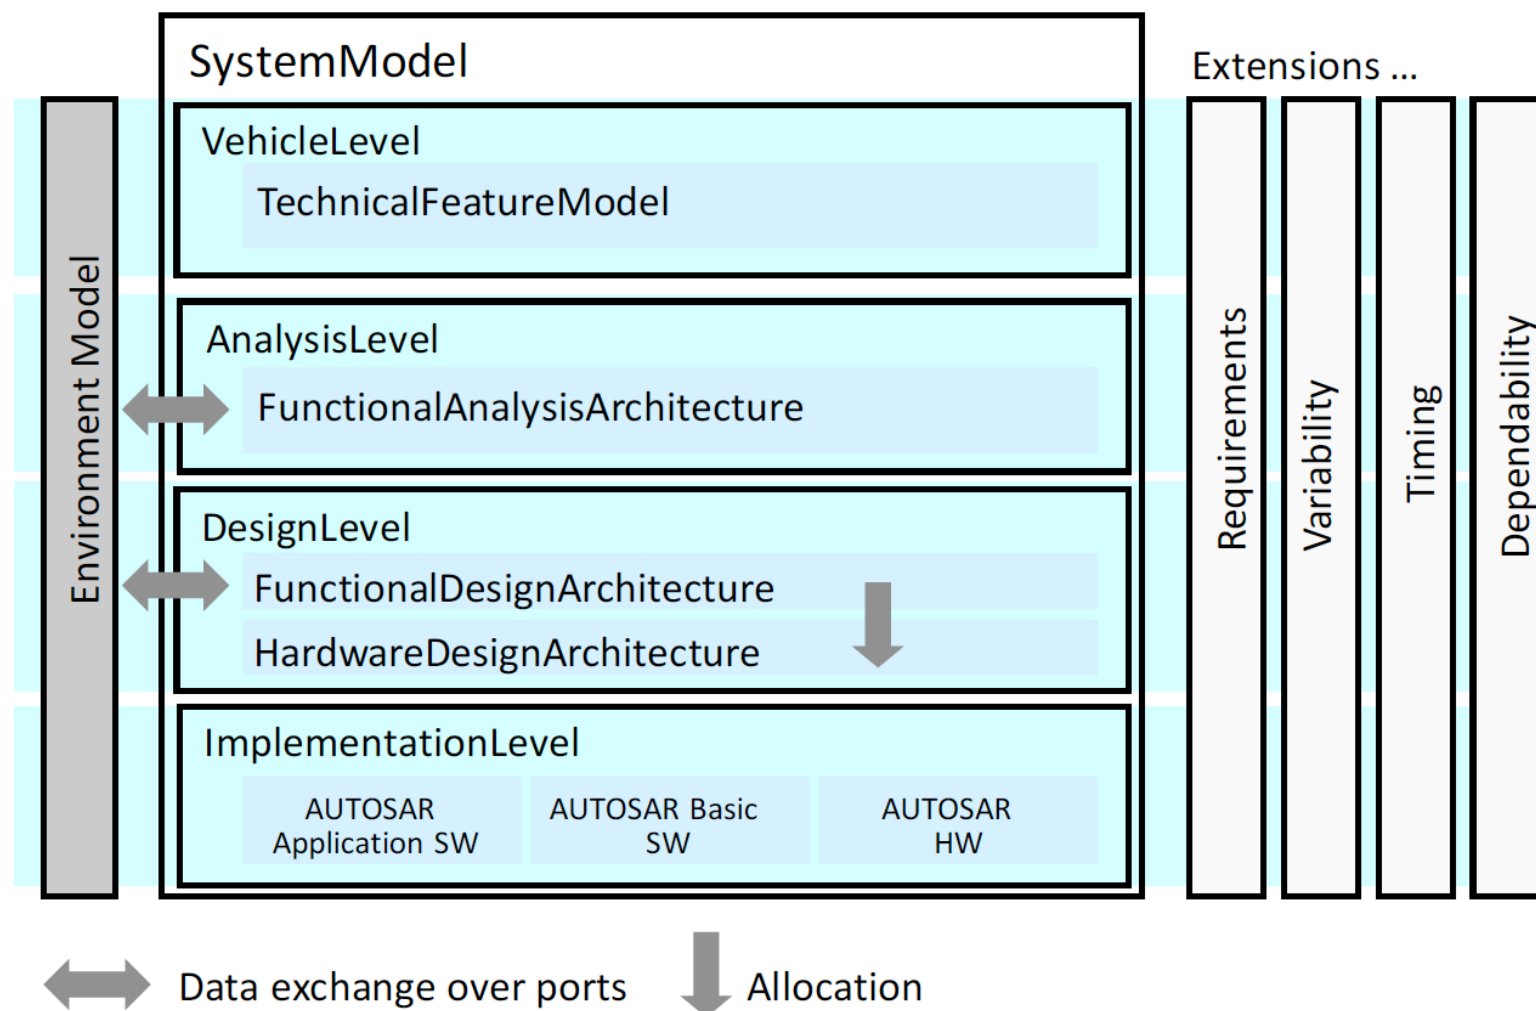 SystemModel
Extensions ...
VehicleLevel
TechnicalFeatureModel
AnalysisLevel
FunctionalAnalysisArchitecture
DesignLevel
FunctionalDesignArchitecture
HardwareDesignArchitecture
ImplementationLevel
AUTOSAR
Application SW
AUTOSAR Basic
SW
AUTOSAR
HW
Environment Model
Requirements
Variability
Timing
Dependability
Data exchange over ports
Allocation